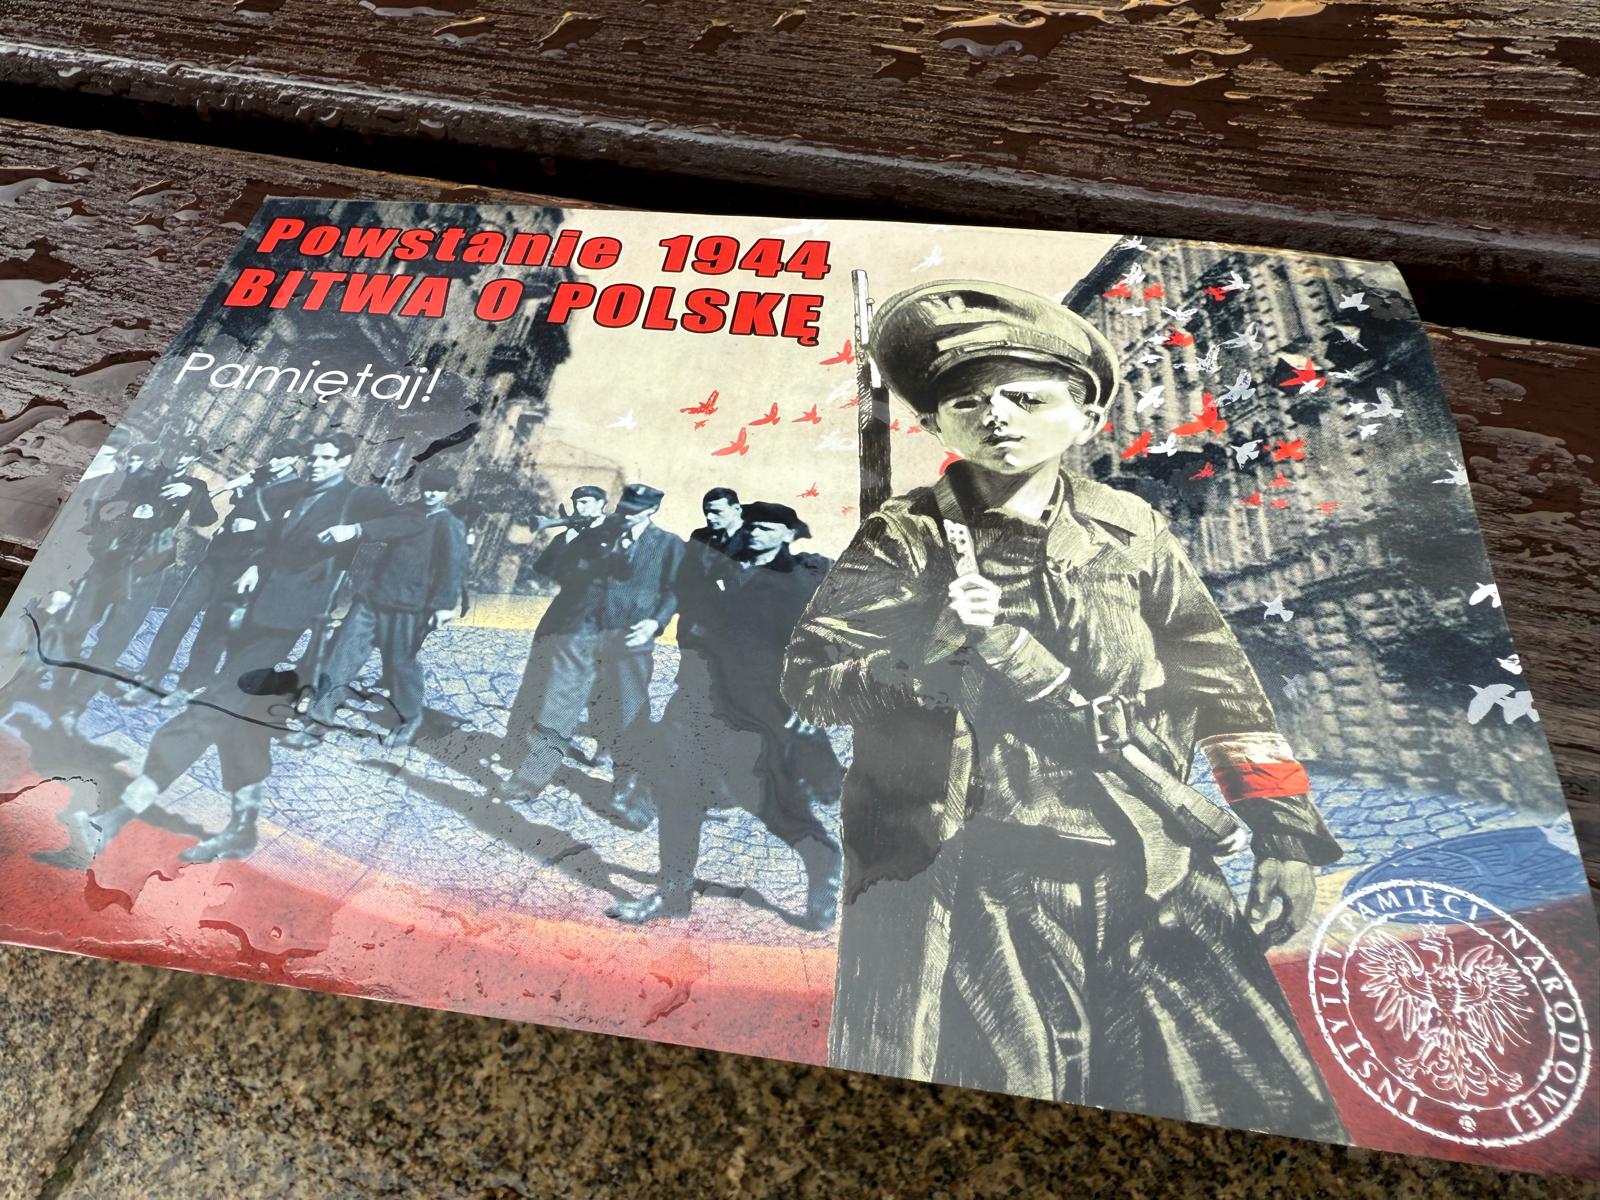 Powstanie 1944
BITWA O POLSKĘ
Pamiętaj!
INSTYTUT PAMIĘCI NARODOWEJ